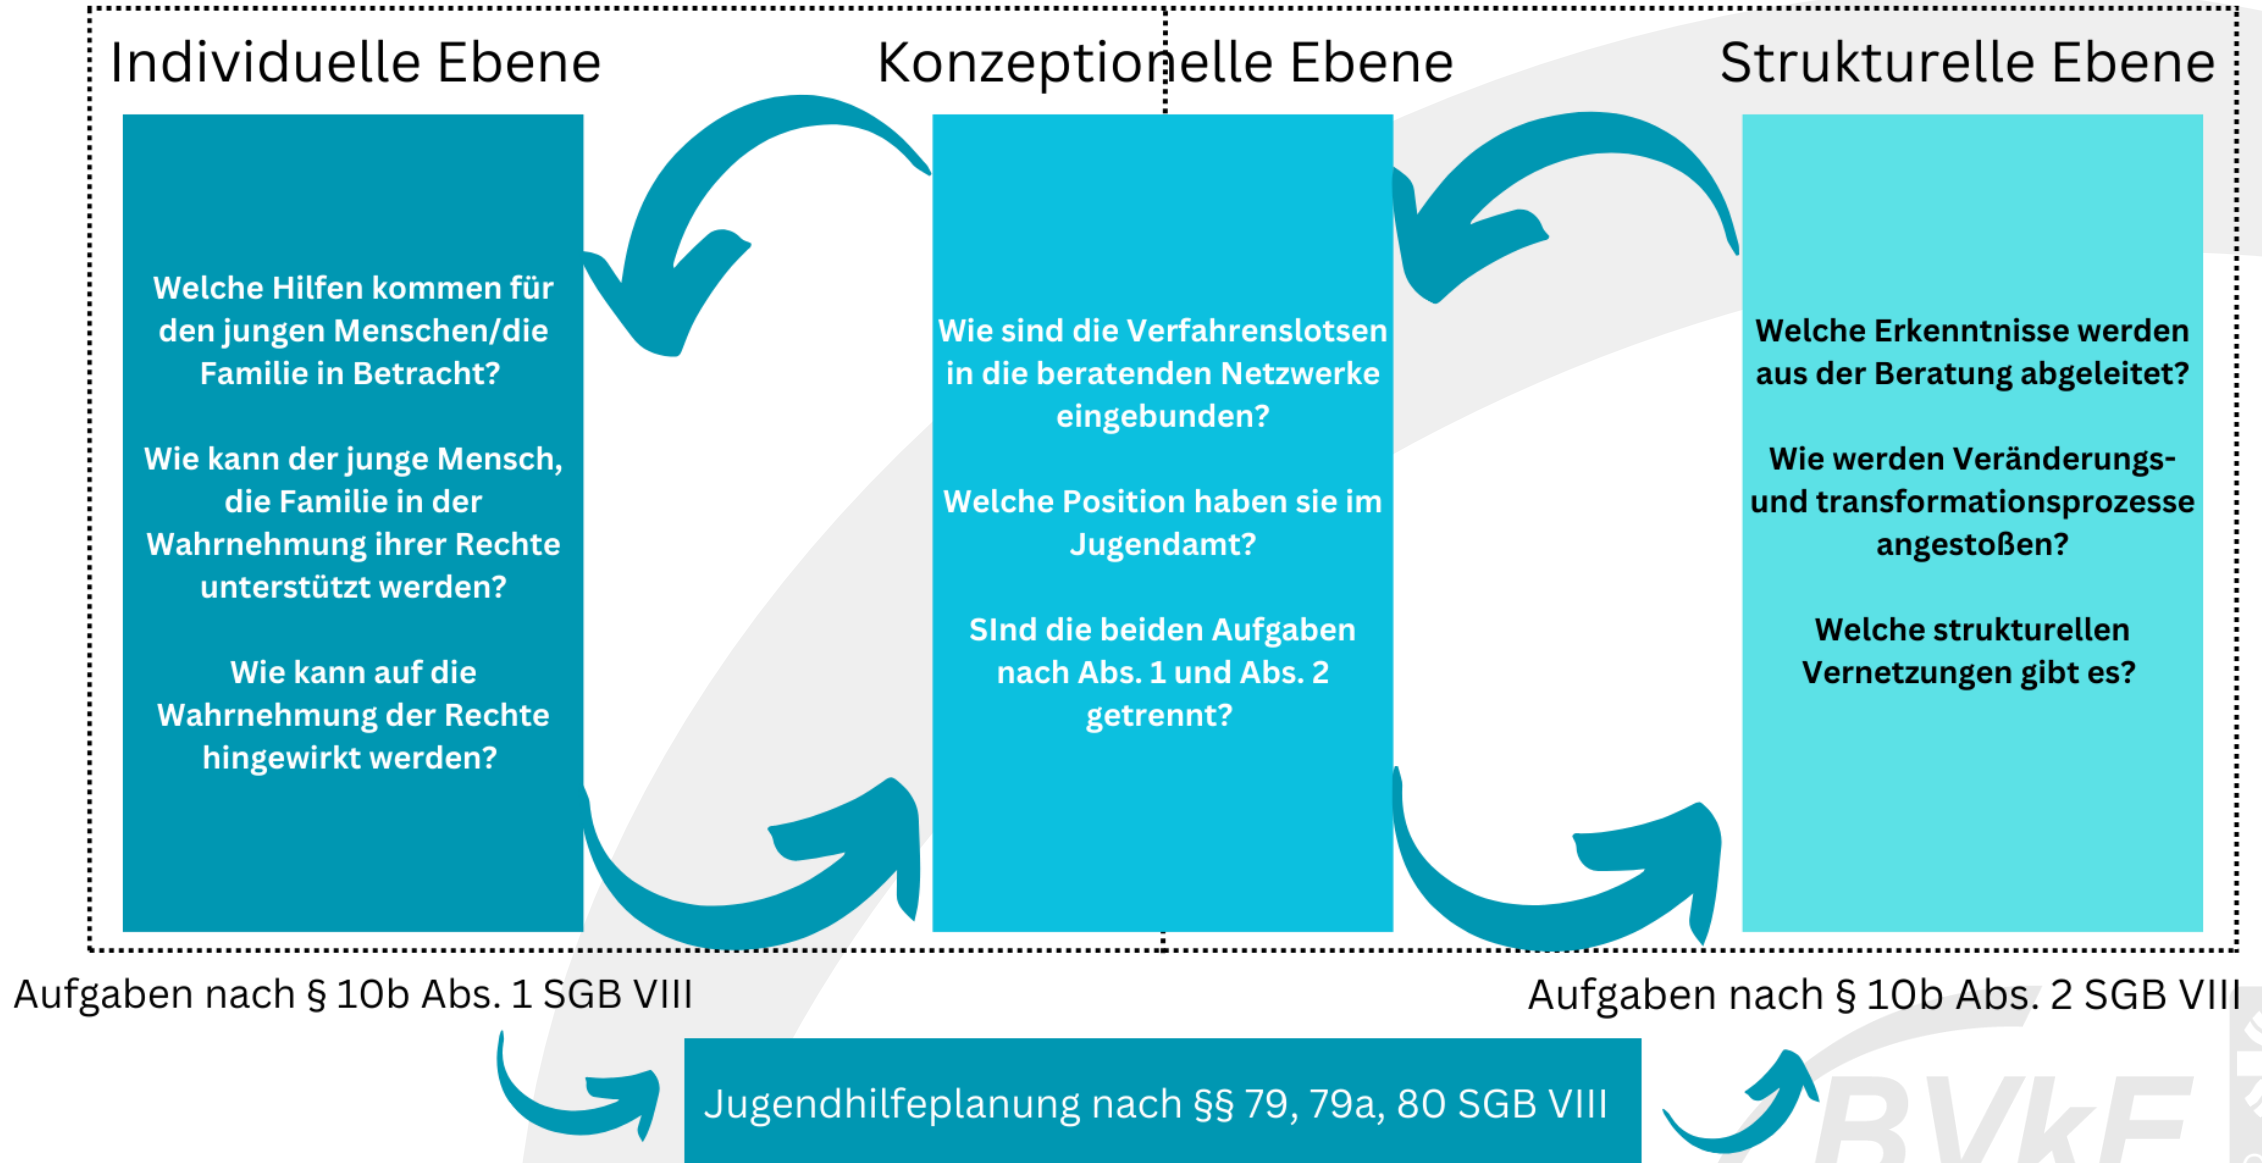 Individuelle Ebene
Welche Hilfen kommen für
den jungen Menschen/die
Familie in Betracht?
Wie kann der junge Mensch,
die Familie in der
Wahrnehmung ihrer Rechte
unterstützt werden?
Wie kann auf die
Wahrnehmung der Rechte
hingewirkt werden?
Konzeptionelle Ebene
Wie sind die Verfahrenslotsen
in die beratenden Netzwerke
eingebunden?
Welche Position haben sie im
Jugendamt?
SInd die beiden Aufgaben
nach Abs. 1 und Abs. 2
getrennt?
Strukturelle Ebene
Welche Erkenntnisse werden
aus der Beratung abgeleitet?
Wie werden Veränderungs-
und transformationsprozesse
angestoßen?
Welche strukturellen
Vernetzungen gibt es?
Aufgaben nach § 10b Abs. 1 SGB VIII
Aufgaben nach § 10b Abs. 2 SGB VIII
Jugendhilfeplanung nach §§ 79, 79a, 80 SGB VIII
BVkE